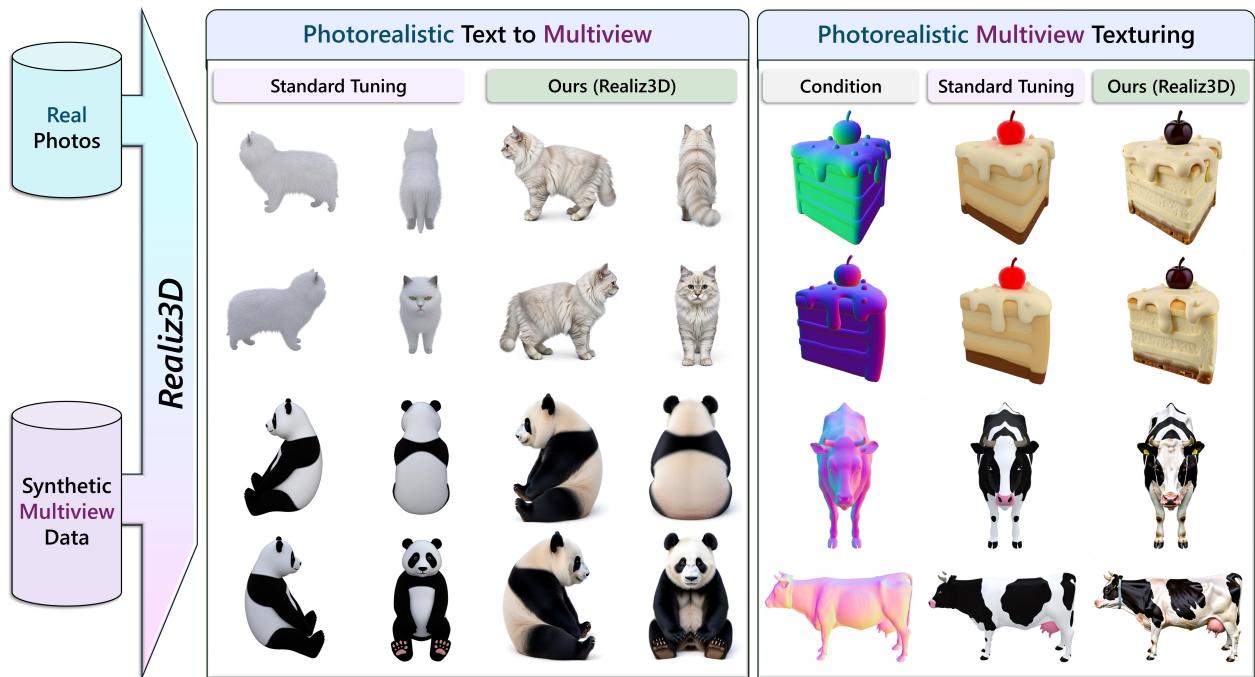 Real
Photos
Synthetic
Multiview
Data
Realiz3D
Photorealistic Text to Multiview
Standard Tuning
Ours (Realiz3D)
Photorealistic Multiview Texturing
Condition
Standard Tuning
Ours (Realiz3D)